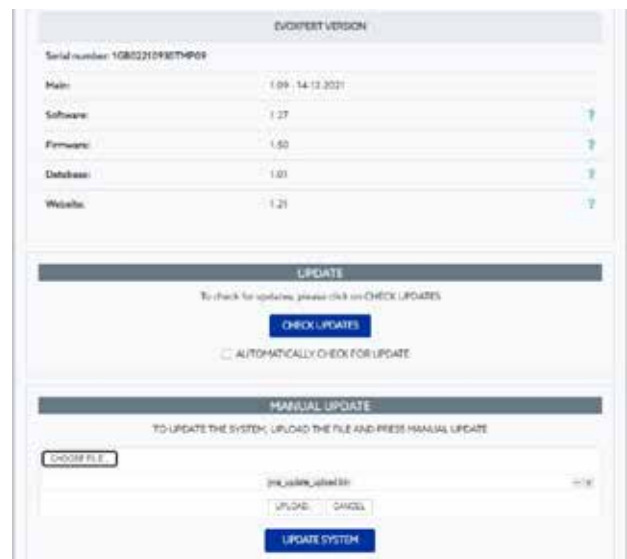 EVOXPERT VERSION
Serial number:
Main: 1.09 - 14-12-2021
Software: 1.27 ?
Firmware: 1.50 ?
Database: 1.01 ?
Website: 1.21 ?
UPDATE
To check for updates, please click on CHECK UPDATES
CHECK UPDATES
AUTOMATICALLY CHECK FOR UPDATE
MANUAL UPDATE
TO UPDATE THE SYSTEM, UPLOAD THE FILE AND PRESS MANUAL UPDATE
CHOOSE FILE...
UPLOAD CANCEL
UPDATE SYSTEM